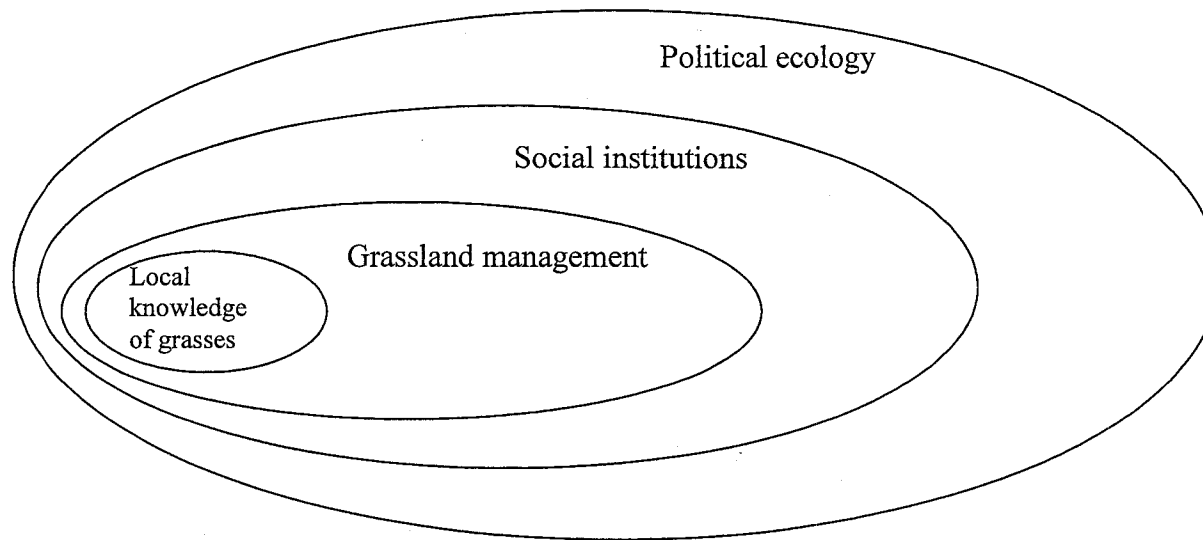 Political ecology
Social institutions
Grassland management
Local
knowledge
of grasses